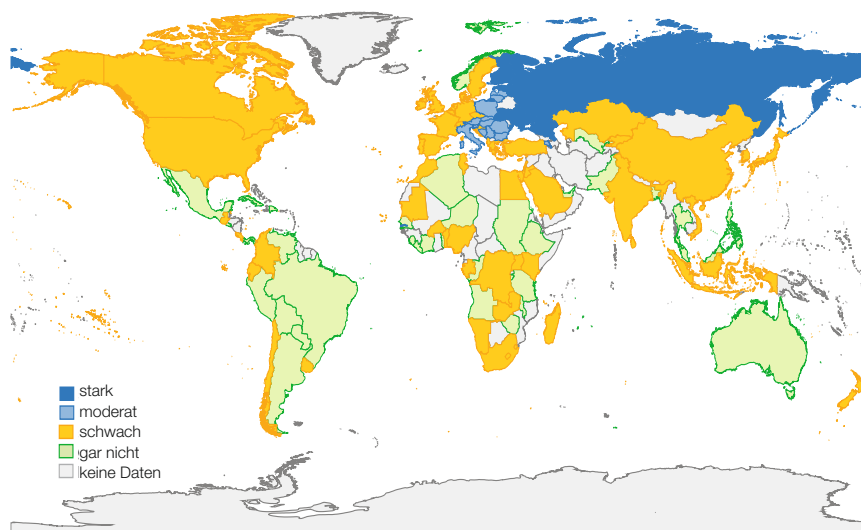 stark
moderat
schwach
gar nicht
keine Daten